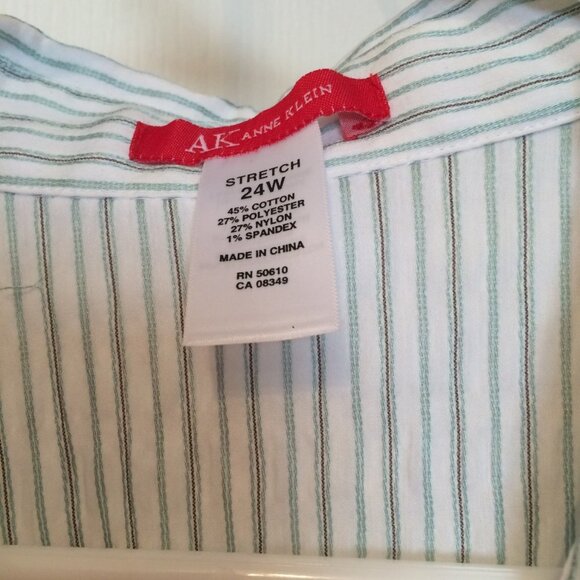 AK ANNE KLEIN
STRETCH
24W
45% COTTON
27% POLYESTER
27% NYLON
1% SPANDEX
MADE IN CHINA
RN 50610
CA 08349